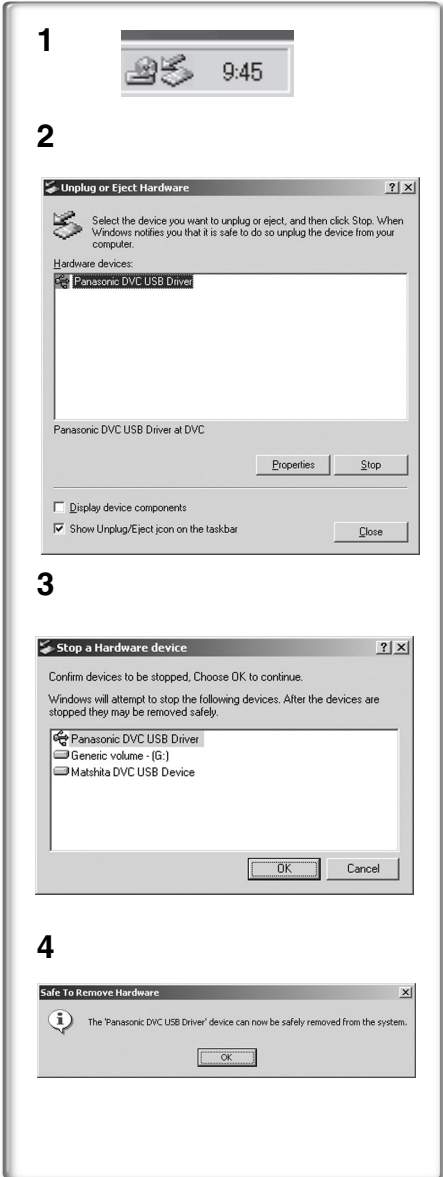 1
9:45
2
Unplug or Eject Hardware
Select the device you want to unplug or eject, and then click Stop. When
Windows notifies you that it is safe to do so unplug the device from your
computer.
Hardware devices:
Panasonic DVC USB Driver
Panasonic DVC USB Driver at DVC
Properties Stop
Display device components
Show Unplug/Eject icon on the taskbar
Close
3
Stop a Hardware device
Confirm devices to be stopped, Choose OK to continue.
Windows will attempt to stop the following devices. After the devices are
stopped they may be removed safely.
Panasonic DVC USB Driver
Generic volume - (G:)
Matshita DVC USB Device
OK Cancel
4
Safe To Remove Hardware
The 'Panasonic DVC USB Driver' device can now be safely removed from the system.
OK